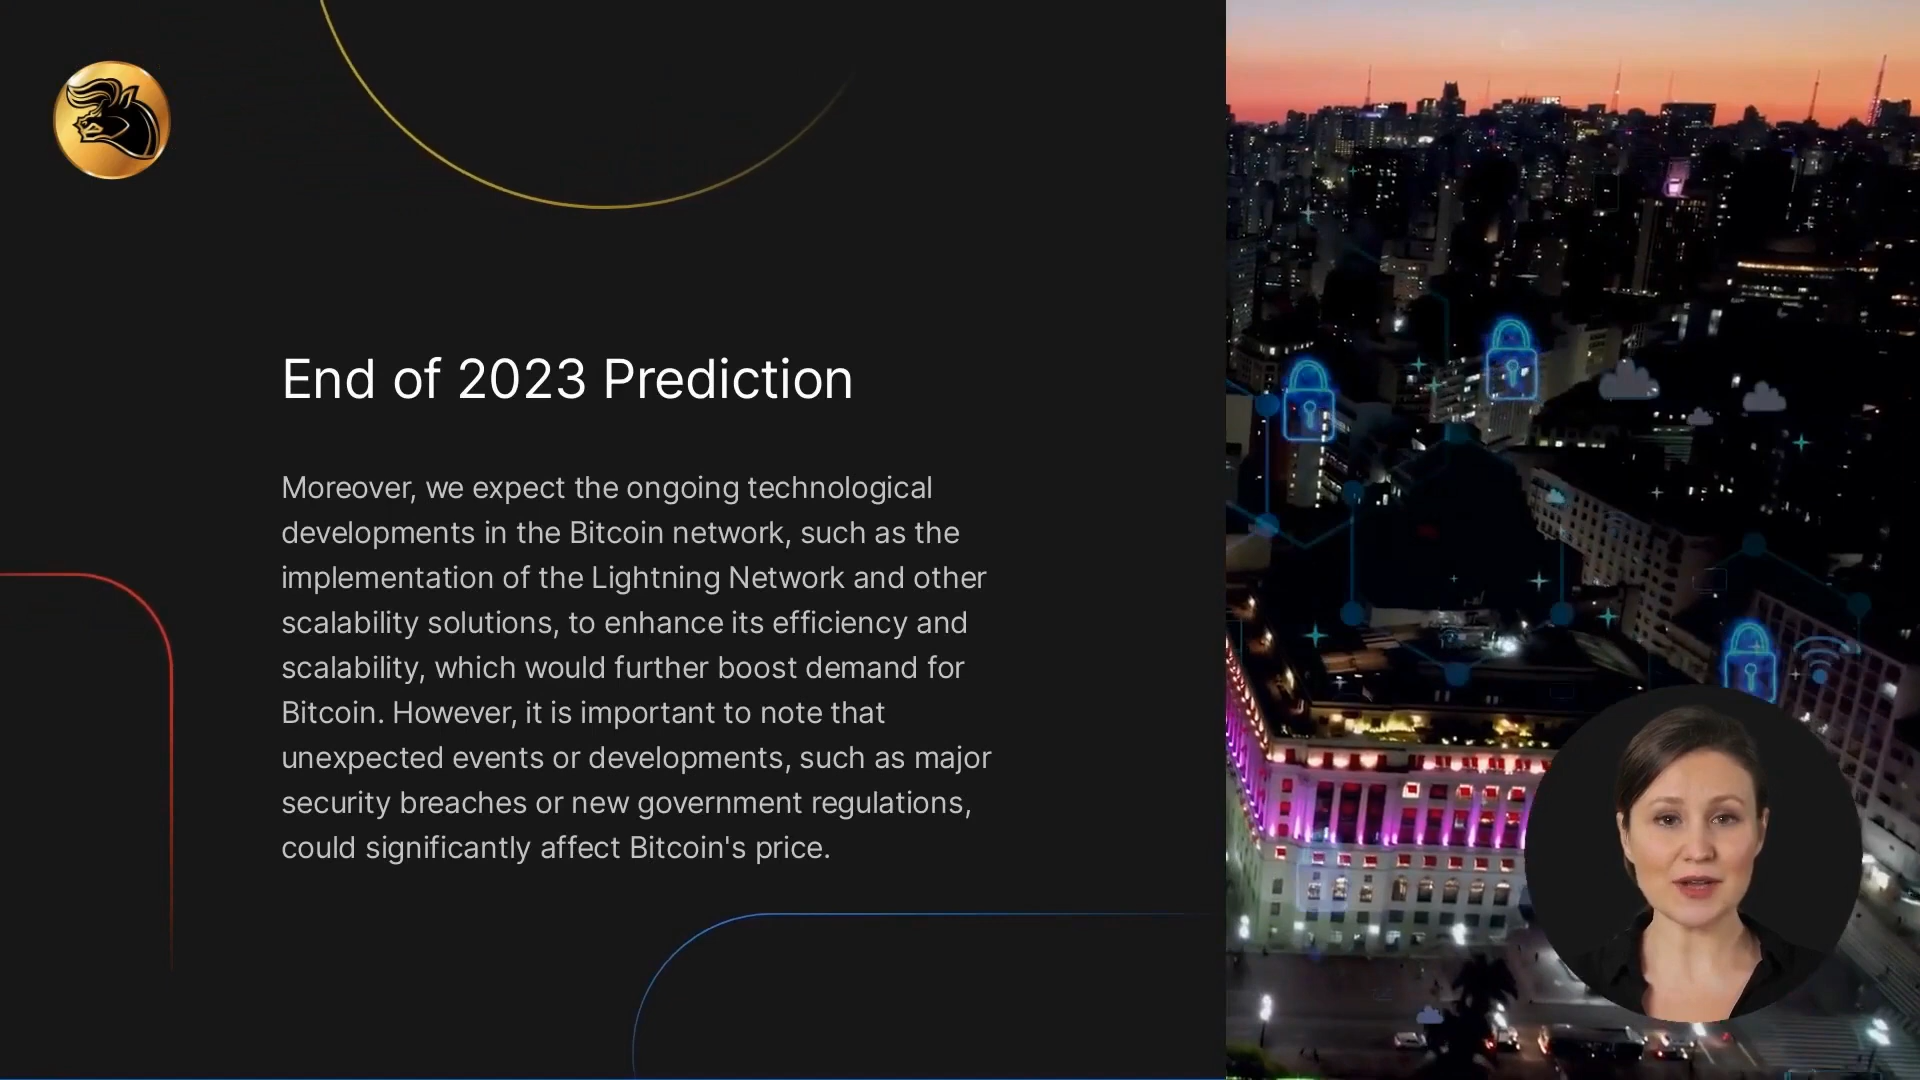 End of 2023 Prediction
Moreover, we expect the ongoing technological
developments in the Bitcoin network, such as the
implementation of the Lightning Network and other
scalability solutions, to enhance its efficiency and
scalability, which would further boost demand for
Bitcoin. However, it is important to note that
unexpected events or developments, such as major
security breaches or new government regulations,
could significantly affect Bitcoin's price.